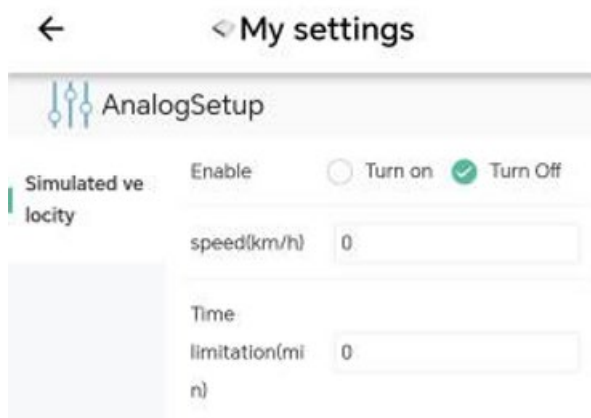 My settings
AnalogSetup
Simulated ve
locity
Enable
Turn on
Turn Off
speed(km/h)
0
Time
limitation(mi
n)
0